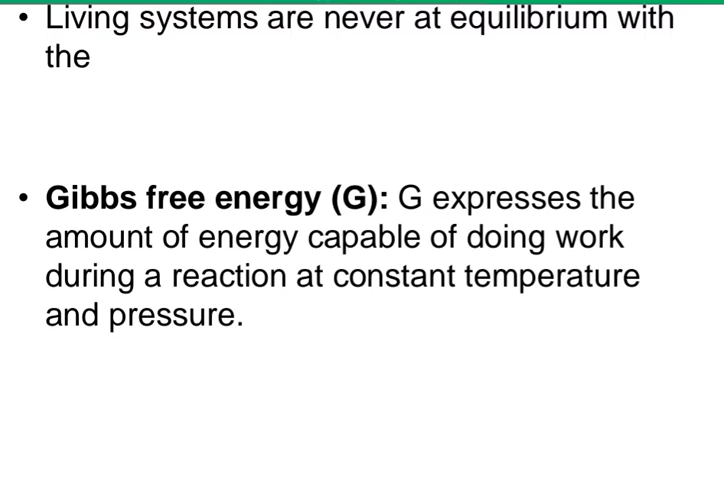 • Living systems are never at equilibrium with
the
• Gibbs free energy (G): G expresses the
amount of energy capable of doing work
during a reaction at constant temperature
and pressure.